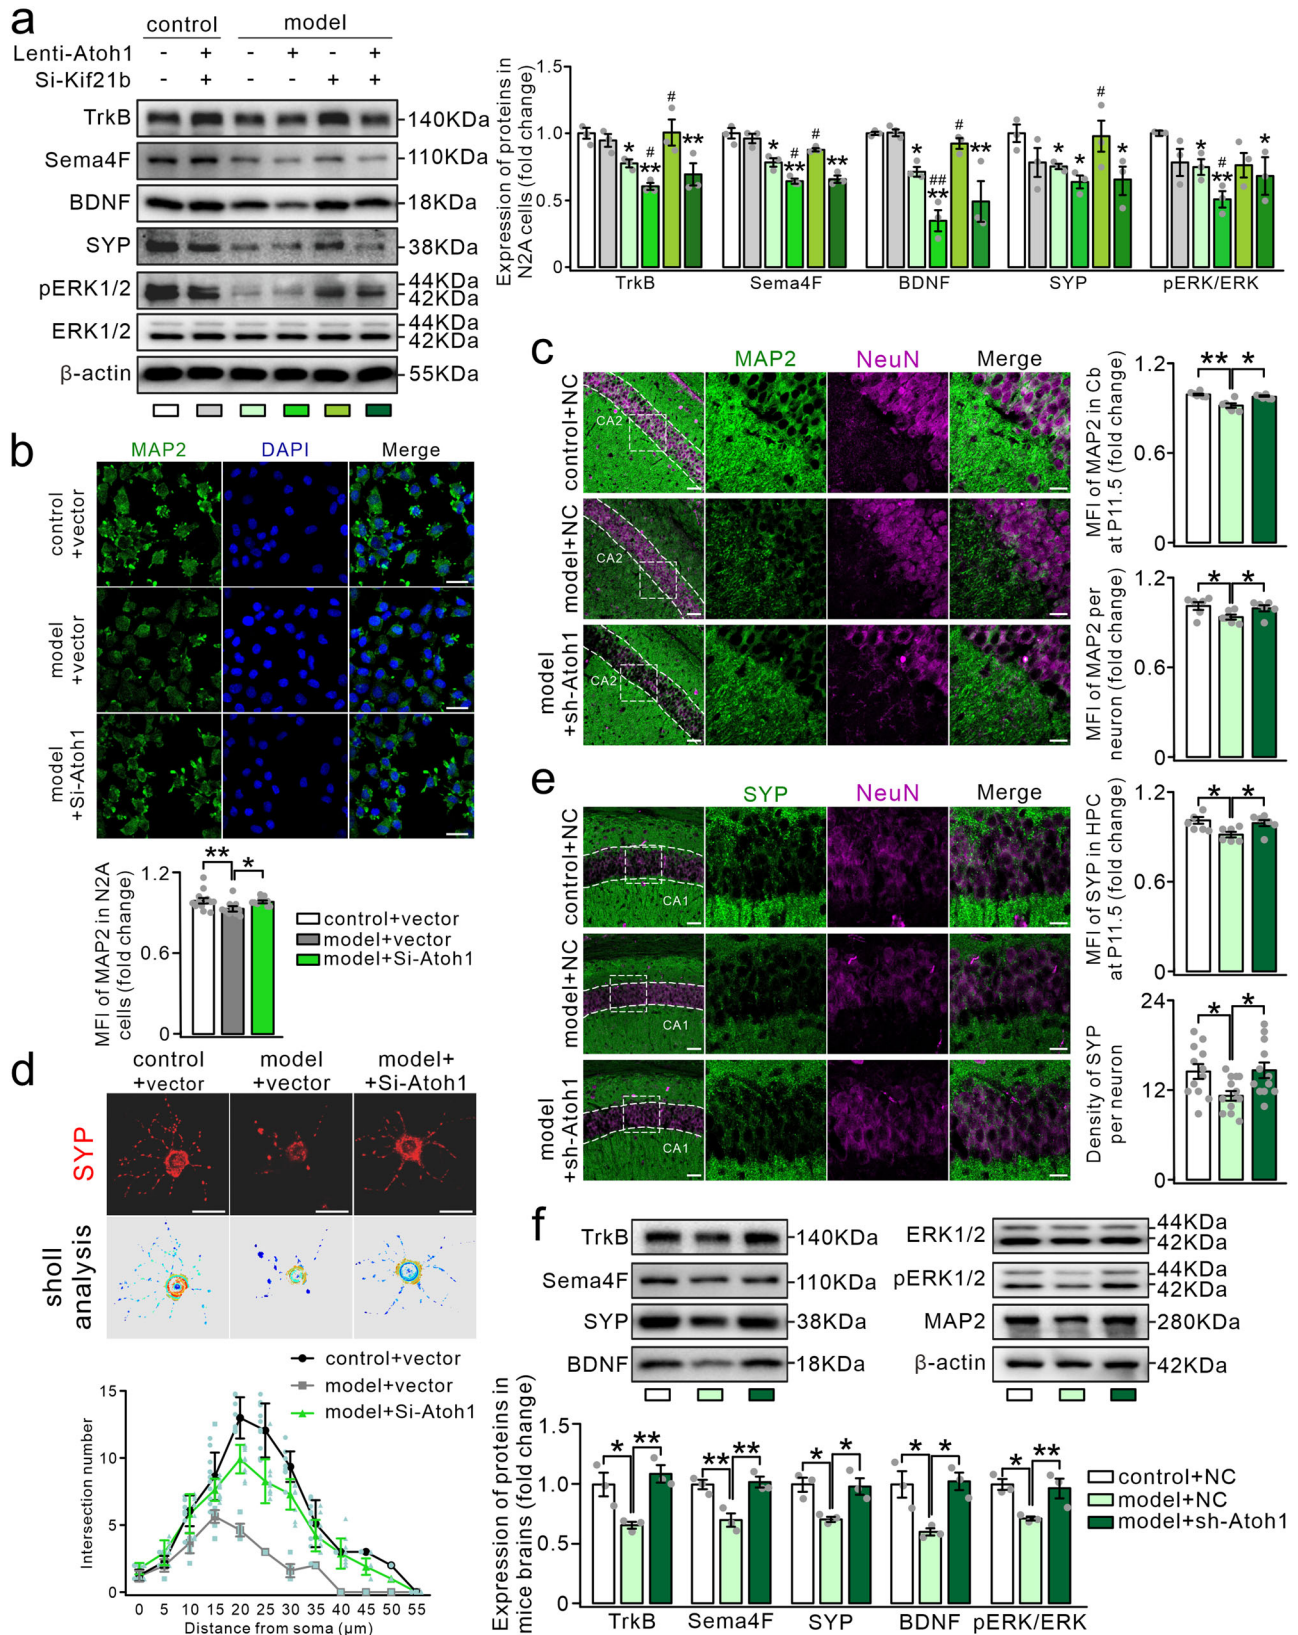 a
control model
Lenti-Atoh1 - + - + - +
Si-Kif21b - + - - + +
TrkB 140KDa
Sema4F 110KDa
BDNF 18KDa
SYP 38KDa
pERK1/2 44KDa
42KDa
ERK1/2 44KDa
42KDa
β-actin 55KDa
Expression of proteins in
N2A cells (fold change)
1.5
1.0
0.5
0
* # ** # **
* # ** # **
* ## ** # **
* * # *
* # ** *
TrkB Sema4F BDNF SYP pERK/ERK
b
MAP2 DAPI Merge
control
+vector
model
+vector
model
+Si-Atoh1
MFI of MAP2 in N2A
cells (fold change)
1.2
0.6
0
** *
control+vector
model+vector
model+Si-Atoh1
c
MAP2 NeuN Merge
control+NC
CA2
model+NC
CA2
model
+sh-Atoh1
CA2
MFI of MAP2 in Cb
at P11.5 (fold change)
1.2
0.6
0
** *
MFI of MAP2 per
neuron (fold change)
1.2
0.6
0
* *
d
control
+vector
model
+vector
model+
+Si-Atoh1
SYP
sholl
analysis
control+vector
model+vector
model+Si-Atoh1
Intersection number
15
10
5
0
0 5 10 15 20 25 30 35 40 45 50 55
Distance from soma (μm)
e
SYP NeuN Merge
control+NC
CA1
model+NC
CA1
model
+sh-Atoh1
CA1
MFI of SYP in HPC
at P11.5 (fold change)
1.2
0.6
0
* *
Density of SYP
per neuron
24
12
0
* *
f
TrkB 140KDa
Sema4F 110KDa
SYP 38KDa
BDNF 18KDa
ERK1/2 44KDa
42KDa
pERK1/2 44KDa
42KDa
MAP2 280KDa
β-actin 42KDa
Expression of proteins in
mice brains (fold change)
1.5
1.0
0.5
0
* ** ** ** * * * * * **
TrkB Sema4F SYP BDNF pERK/ERK
control+NC
model+NC
model+sh-Atoh1